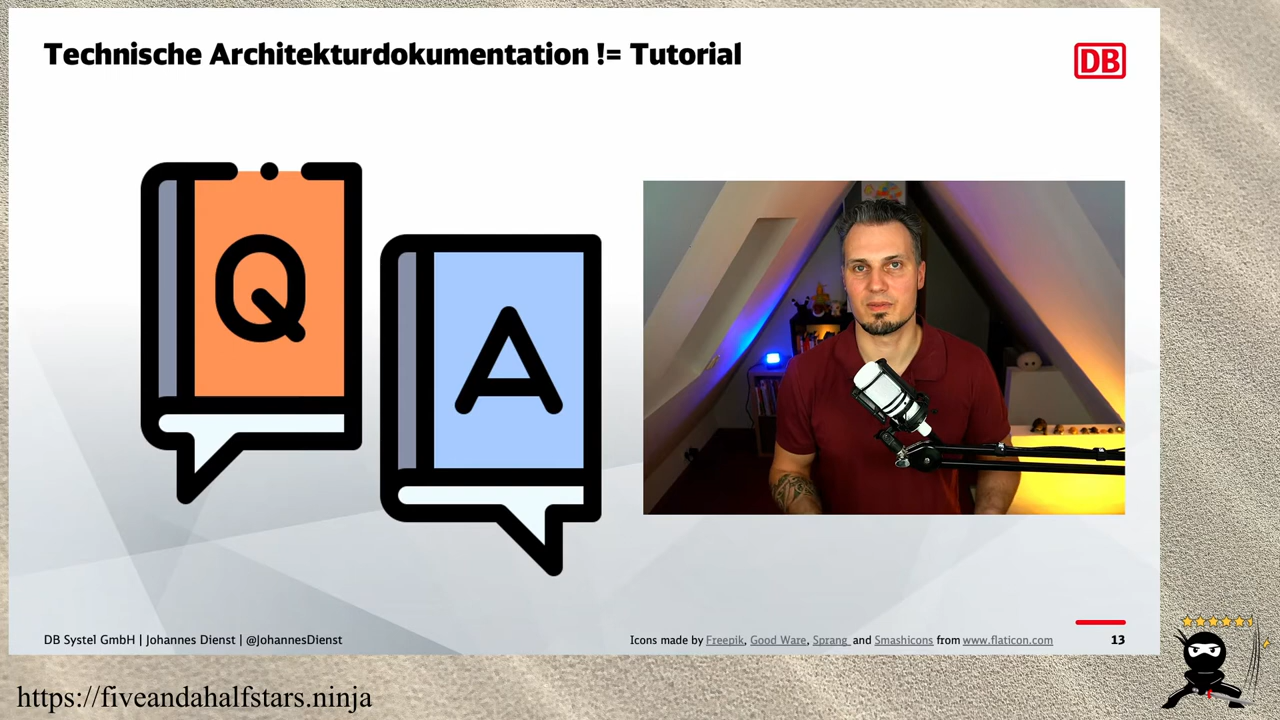 Technische Architekturdokumentation != Tutorial
DB
Q
A
DB Systel GmbH | Johannes Dienst | @JohannesDienst
Icons made by Freepik, Good Ware, Sprang and Smashicons from www.flaticon.com
13
https://fiveandahalfstars.ninja